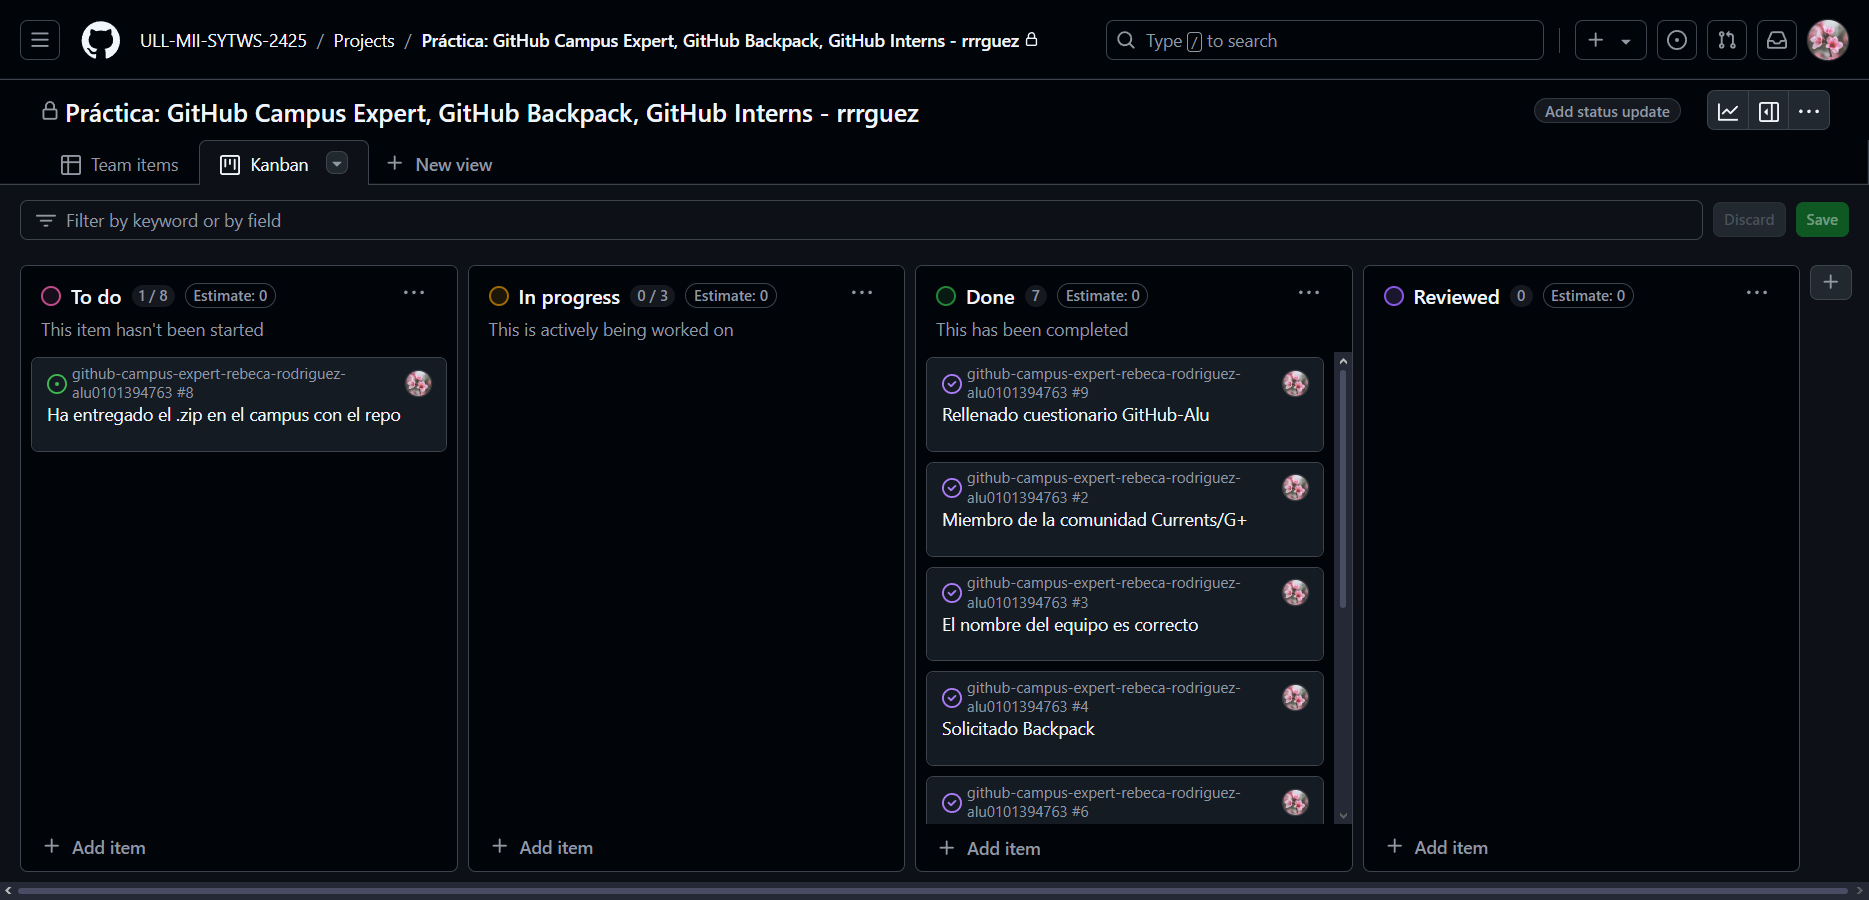 ULL-MII-SYTWS-2425 / Projects / Práctica: GitHub Campus Expert, GitHub Backpack, GitHub Interns - rrrguez
Type / to search
Práctica: GitHub Campus Expert, GitHub Backpack, GitHub Interns - rrrguez
Add status update
Team items
Kanban
New view
Filter by keyword or by field
Discard
Save
To do 1 / 8 Estimate: 0
This item hasn't been started
github-campus-expert-rebeca-rodriguez-
alu0101394763 #8
Ha entregado el .zip en el campus con el repo
Add item
In progress 0 / 3 Estimate: 0
This is actively being worked on
Add item
Done 7 Estimate: 0
This has been completed
github-campus-expert-rebeca-rodriguez-
alu0101394763 #9
Rellenado cuestionario GitHub-Alu
github-campus-expert-rebeca-rodriguez-
alu0101394763 #2
Miembro de la comunidad Currents/G+
github-campus-expert-rebeca-rodriguez-
alu0101394763 #3
El nombre del equipo es correcto
github-campus-expert-rebeca-rodriguez-
alu0101394763 #4
Solicitado Backpack
github-campus-expert-rebeca-rodriguez-
alu0101394763 #6
Add item
Reviewed 0 Estimate: 0
Add item